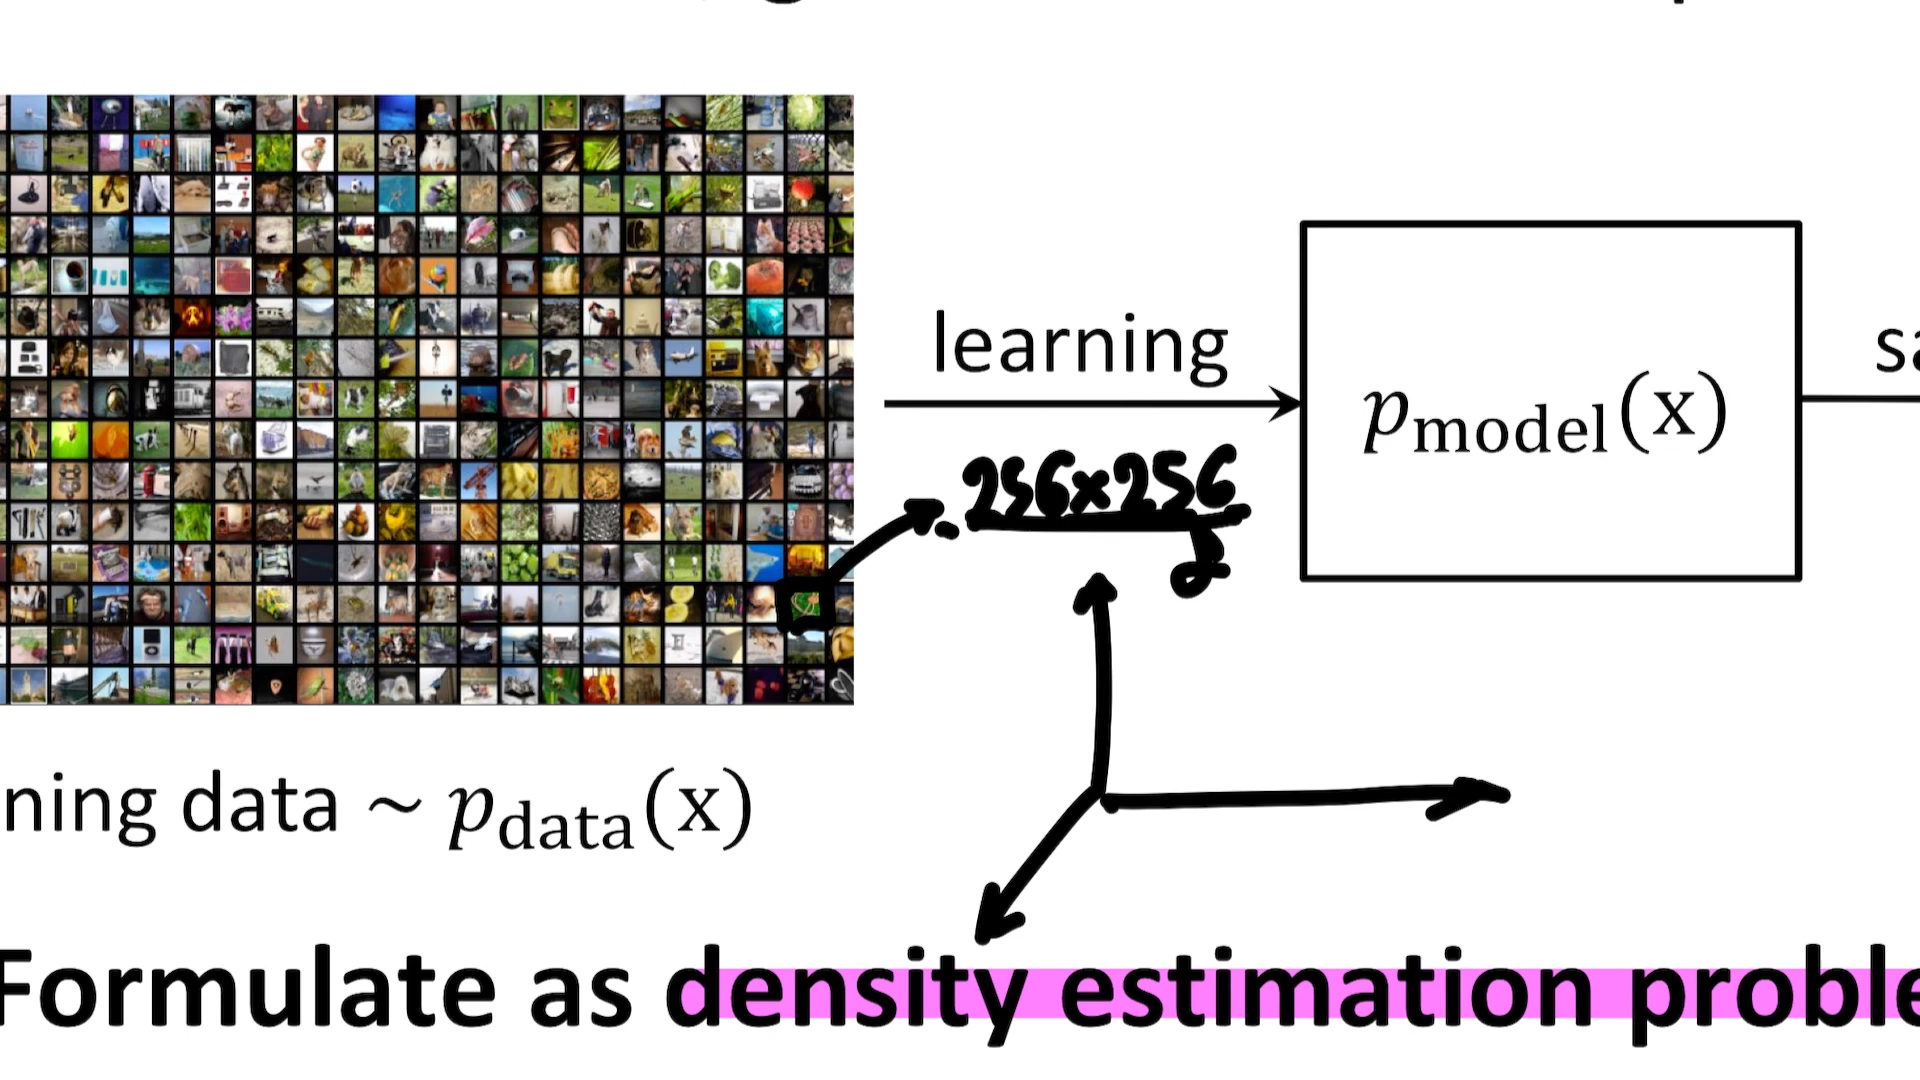 learning
sa
p_model(x)
256×256
d
ning data ~ p_data(x)
Formulate as density estimation proble